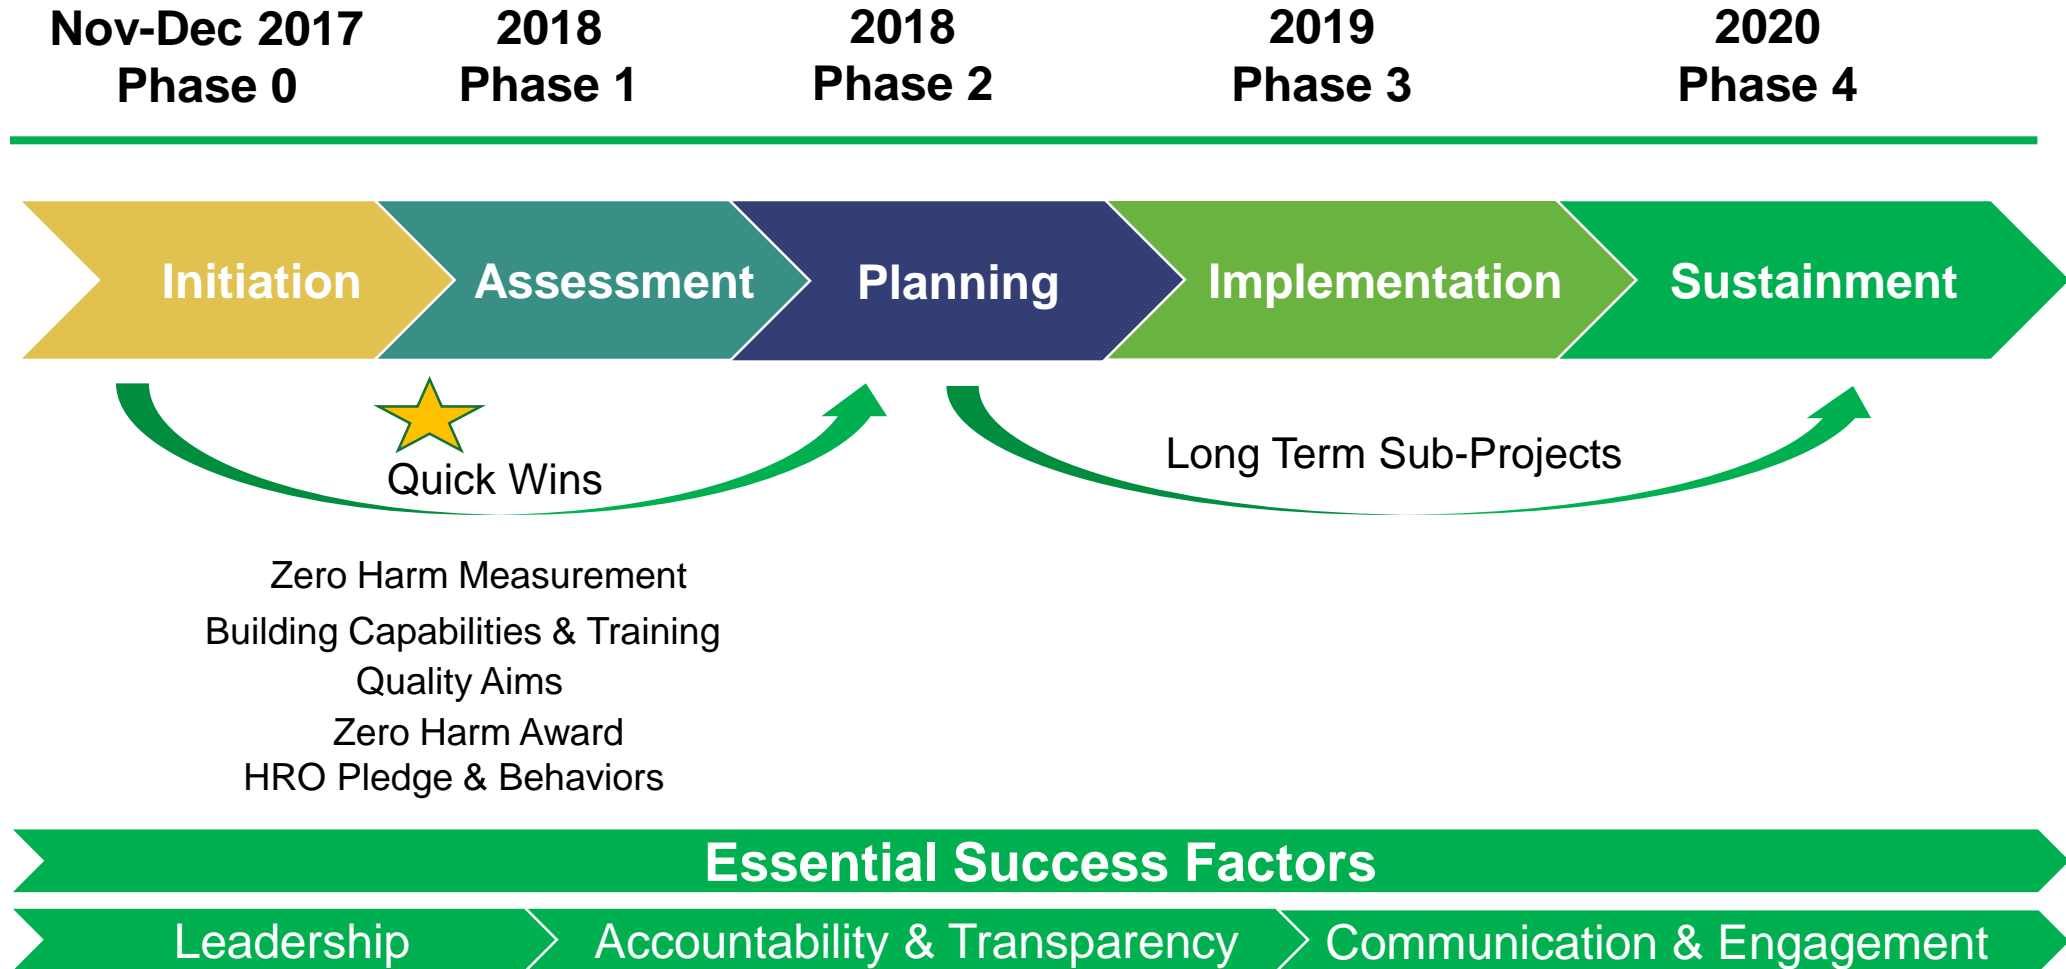 Nov-Dec 2017
Phase 0
2018
Phase 1
2018
Phase 2
2019
Phase 3
2020
Phase 4
Initiation
Assessment
Planning
Implementation
Sustainment
Quick Wins
Long Term Sub-Projects
Zero Harm Measurement
Building Capabilities & Training
Quality Aims
Zero Harm Award
HRO Pledge & Behaviors
Essential Success Factors
Leadership
Accountability & Transparency
Communication & Engagement